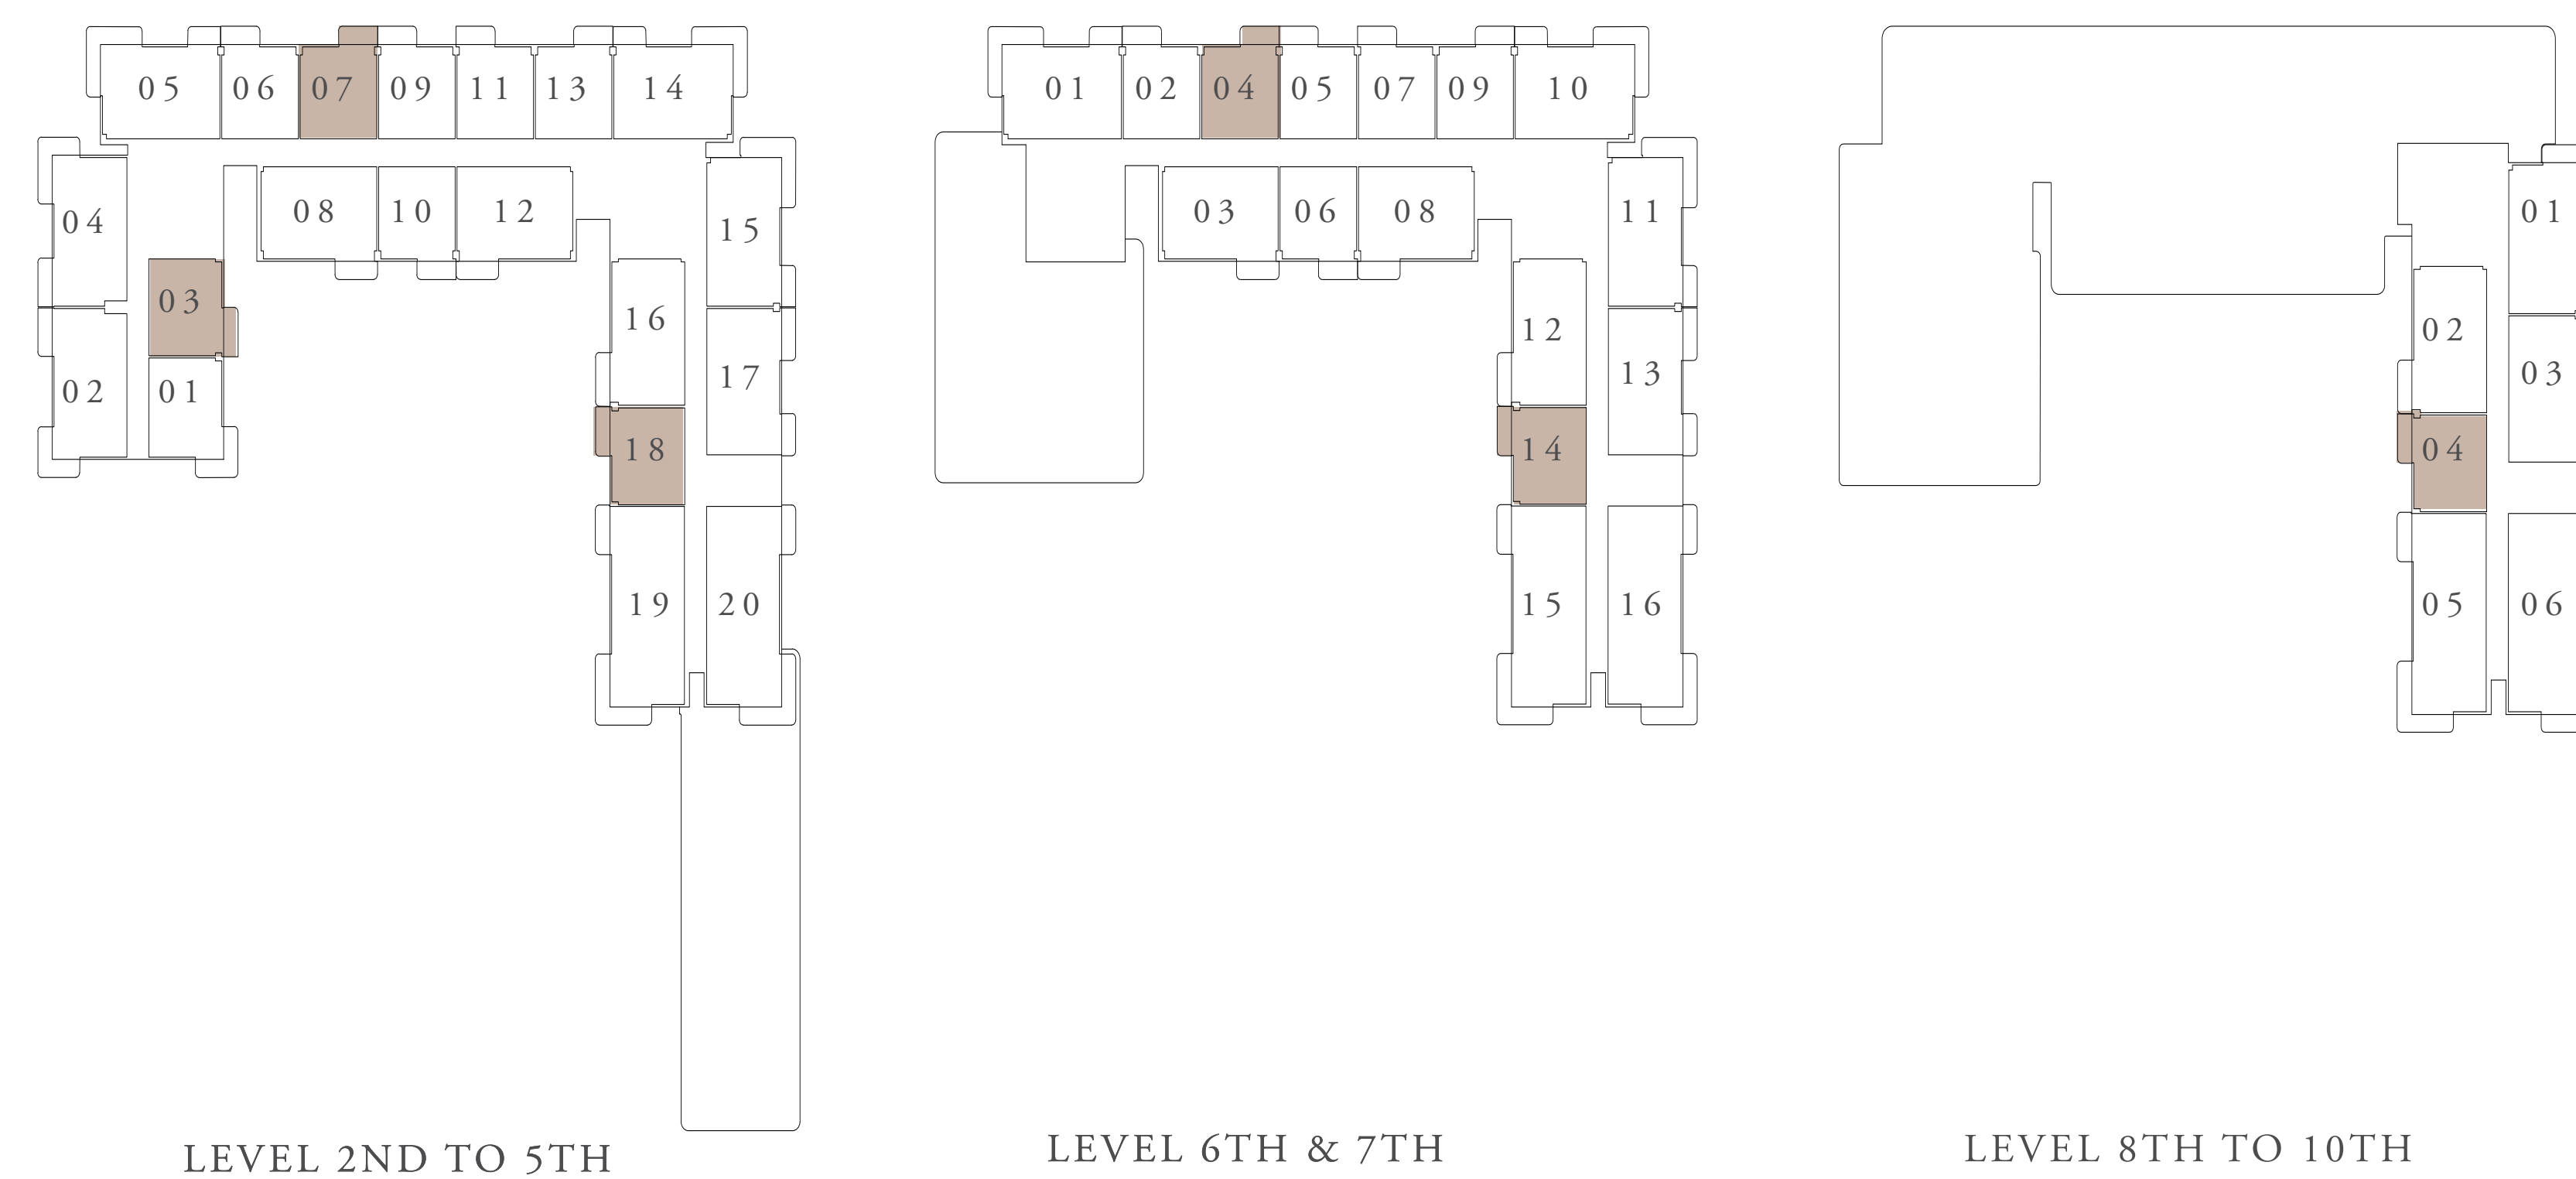 05 06 07 09 11 13 14
04 08 10 12 15
03 16
02 01 17
18
19 20
LEVEL 2ND TO 5TH
01 02 04 05 07 09 10
03 06 08 11
12 13
14
15 16
LEVEL 6TH & 7TH
01
02 03
04
05 06
LEVEL 8TH TO 10TH